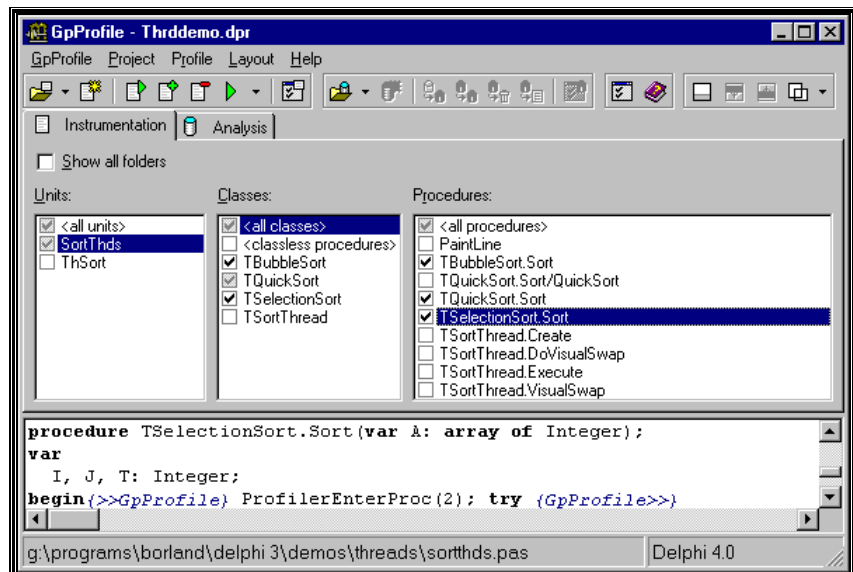 GpProfile - Thrddemo.dpr
GpProfile Project Profile Layout Help
Instrumentation Analysis
Show all folders
Units:
<all units>
SortThds
ThSort
Classes:
<all classes>
<classless procedures>
TBubbleSort
TQuickSort
TSelectionSort
TSortThread
Procedures:
<all procedures>
PaintLine
TBubbleSort.Sort
TQuickSort.Sort/QuickSort
TQuickSort.Sort
TSelectionSort.Sort
TSortThread.Create
TSortThread.DoVisualSwap
TSortThread.Execute
TSortThread.VisualSwap
procedure TSelectionSort.Sort(var A: array of Integer);
var
I, J, T: Integer;
begin{>>GpProfile} ProfilerEnterProc(2); try {GpProfile>>}
g:\programs\borland\delphi 3\demos\threads\sortthds.pas
Delphi 4.0